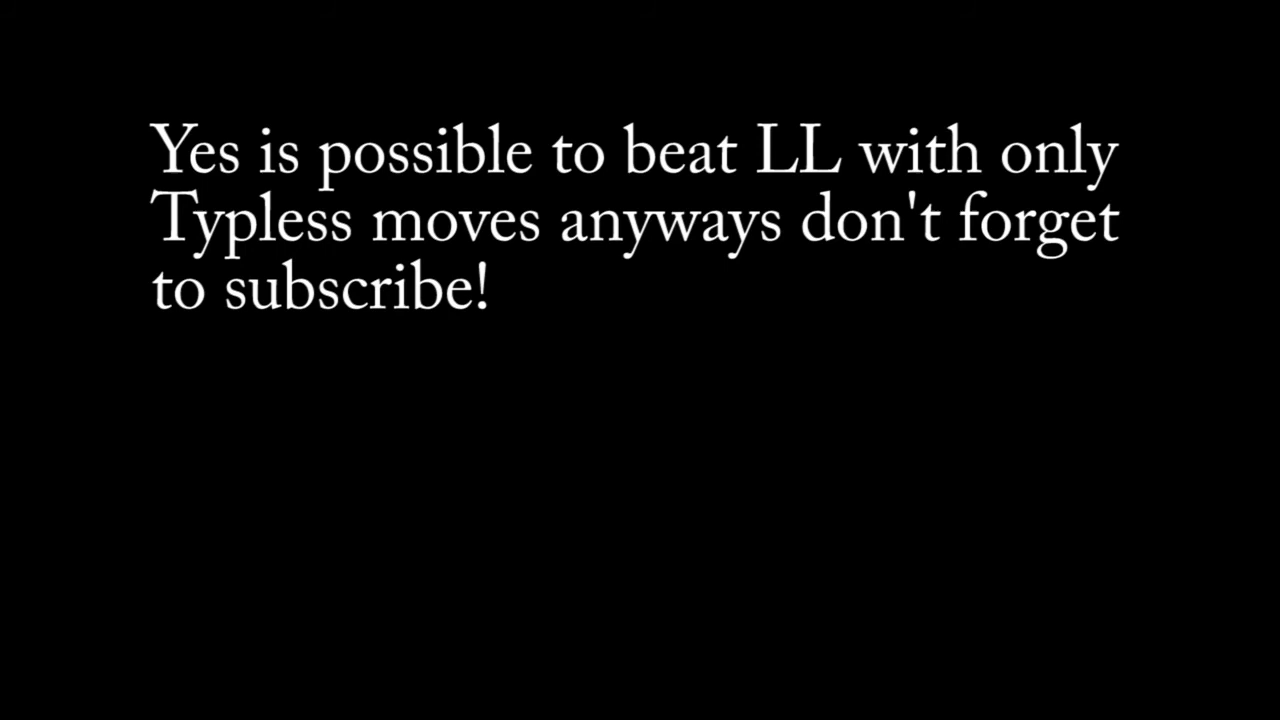 Yes is possible to beat LL with only
Typless moves anyways don't forget
to subscribe!